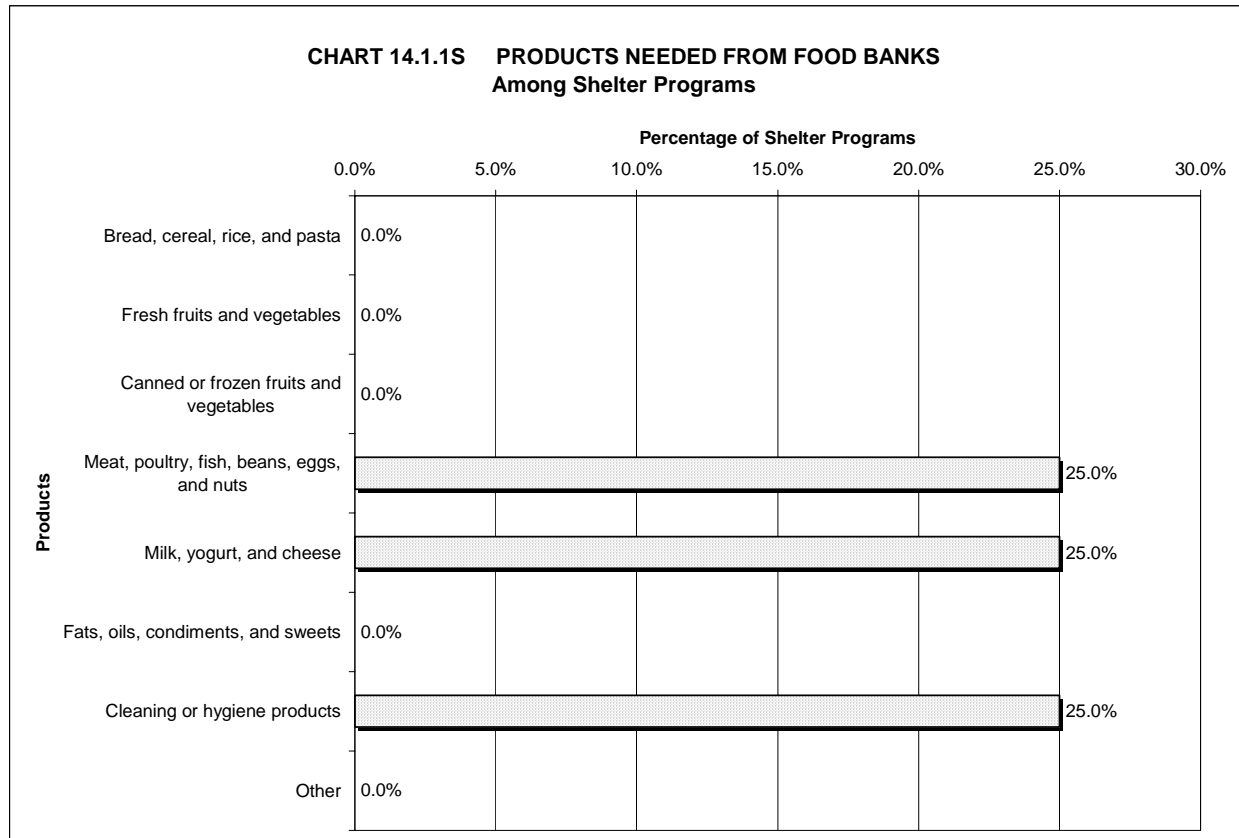 CHART 14.1.1S PRODUCTS NEEDED FROM FOOD BANKS
Among Shelter Programs
Percentage of Shelter Programs
0.0% 5.0% 10.0% 15.0% 20.0% 25.0% 30.0%
Products
Bread, cereal, rice, and pasta 0.0%
Fresh fruits and vegetables 0.0%
Canned or frozen fruits and
vegetables 0.0%
Meat, poultry, fish, beans, eggs,
and nuts 25.0%
Milk, yogurt, and cheese 25.0%
Fats, oils, condiments, and sweets 0.0%
Cleaning or hygiene products 25.0%
Other 0.0%